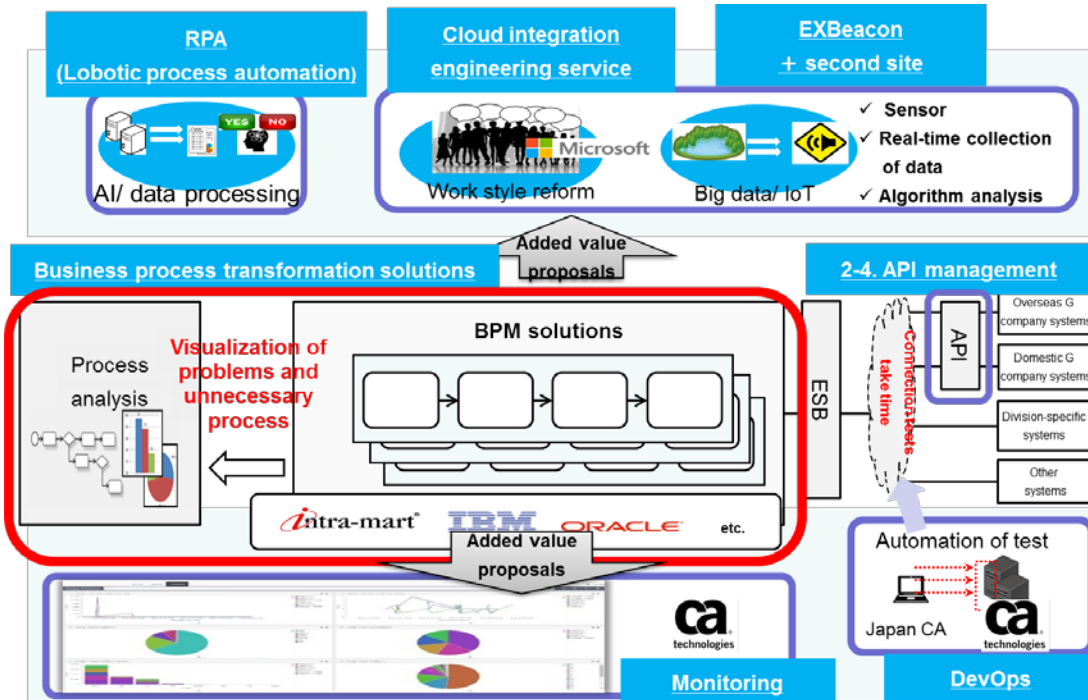 RPA
(Lobotic process automation)
Cloud integration
engineering service
EXBeacon
+ second site
YES
NO
AI/ data processing
Microsoft
Work style reform
Big data/ IoT
✓ Sensor
✓ Real-time collection
of data
✓ Algorithm analysis
Added value
proposals
Business process transformation solutions
2-4. API management
Process
analysis
Visualization of
problems and
unnecessary
process
BPM solutions
ESB
Connection Tests
take time
API
Overseas G
company systems
Domestic G
company systems
Division-specific
systems
Other
systems
intra-mart®
IBM
ORACLE
etc.
Added value
proposals
ca
technologies
Monitoring
Automation of test
Japan CA
ca
technologies
DevOps